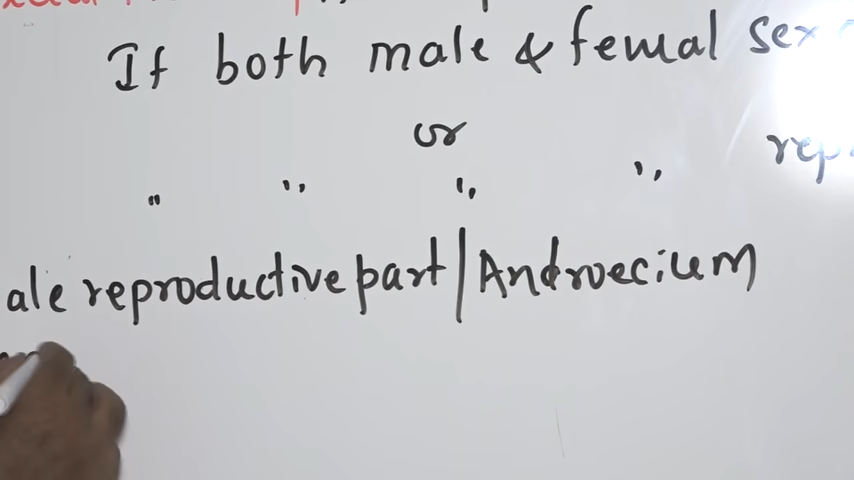 If both male & femal sex
or
" " " " rep
ale reproductive part | Androecium